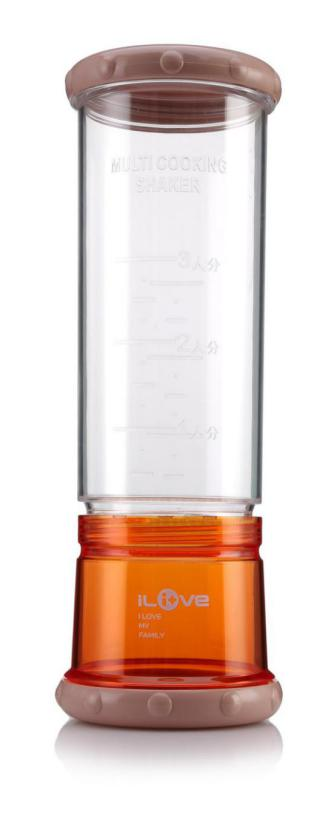 MULTI COOKING
SHAKER
3人分
2人分
1人分
iLOVE
I LOVE
MY
FAMILY